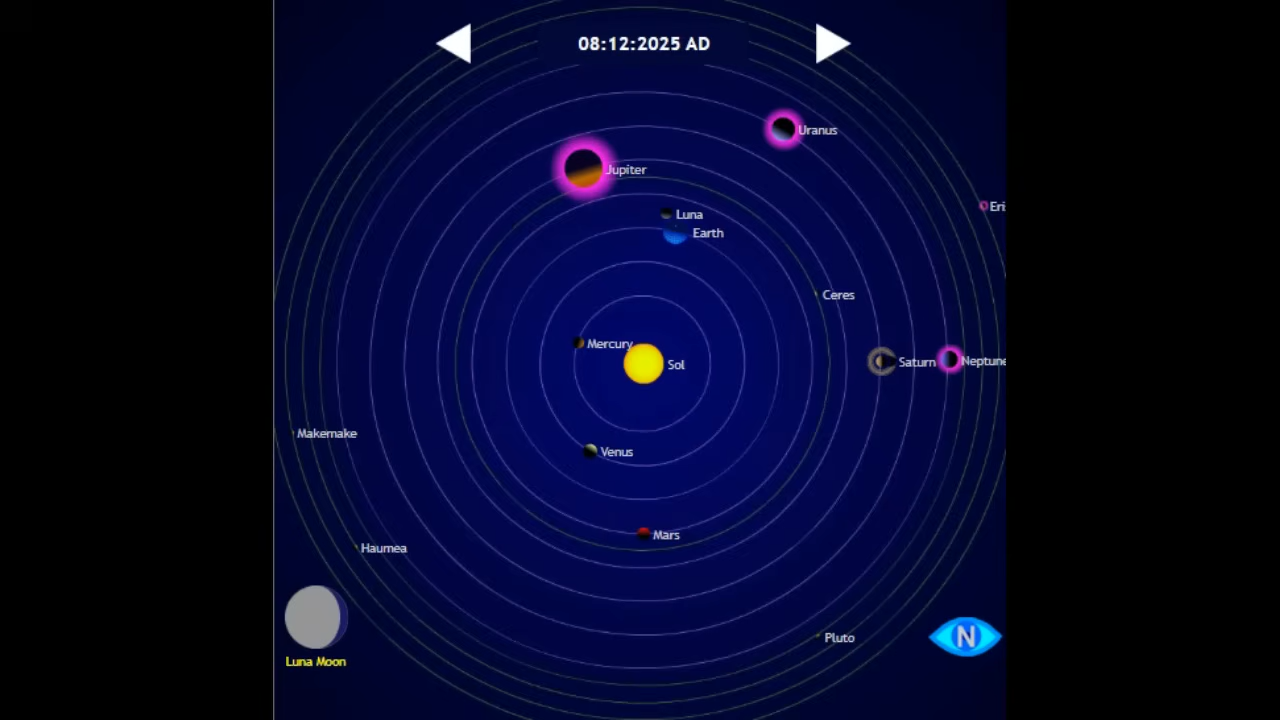 08:12:2025 AD
Uranus
Jupiter
Eris
Luna
Earth
Ceres
Mercury
Sol
Saturn
Neptune
Makemake
Venus
Mars
Haumea
Pluto
N
Luna Moon